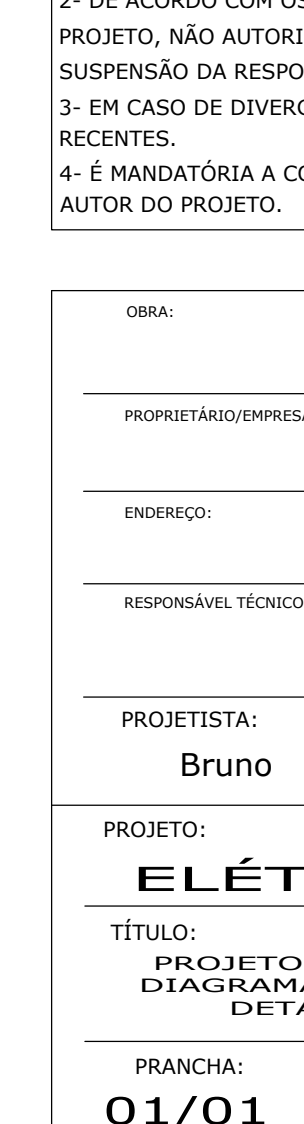 2- DE ACORDO COM OS
PROJETO, NÃO AUTORI
SUSPENSÃO DA RESPO
3- EM CASO DE DIVERG
RECENTES.
4- É MANDATÓRIA A CO
AUTOR DO PROJETO.
OBRA:
PROPRIETÁRIO/EMPRESA
ENDEREÇO:
RESPONSÁVEL TÉCNICO
PROJETISTA:
Bruno
PROJETO:
ELÉT
TÍTULO:
PROJETO
DIAGRAMA
DETA
PRANCHA:
01/01